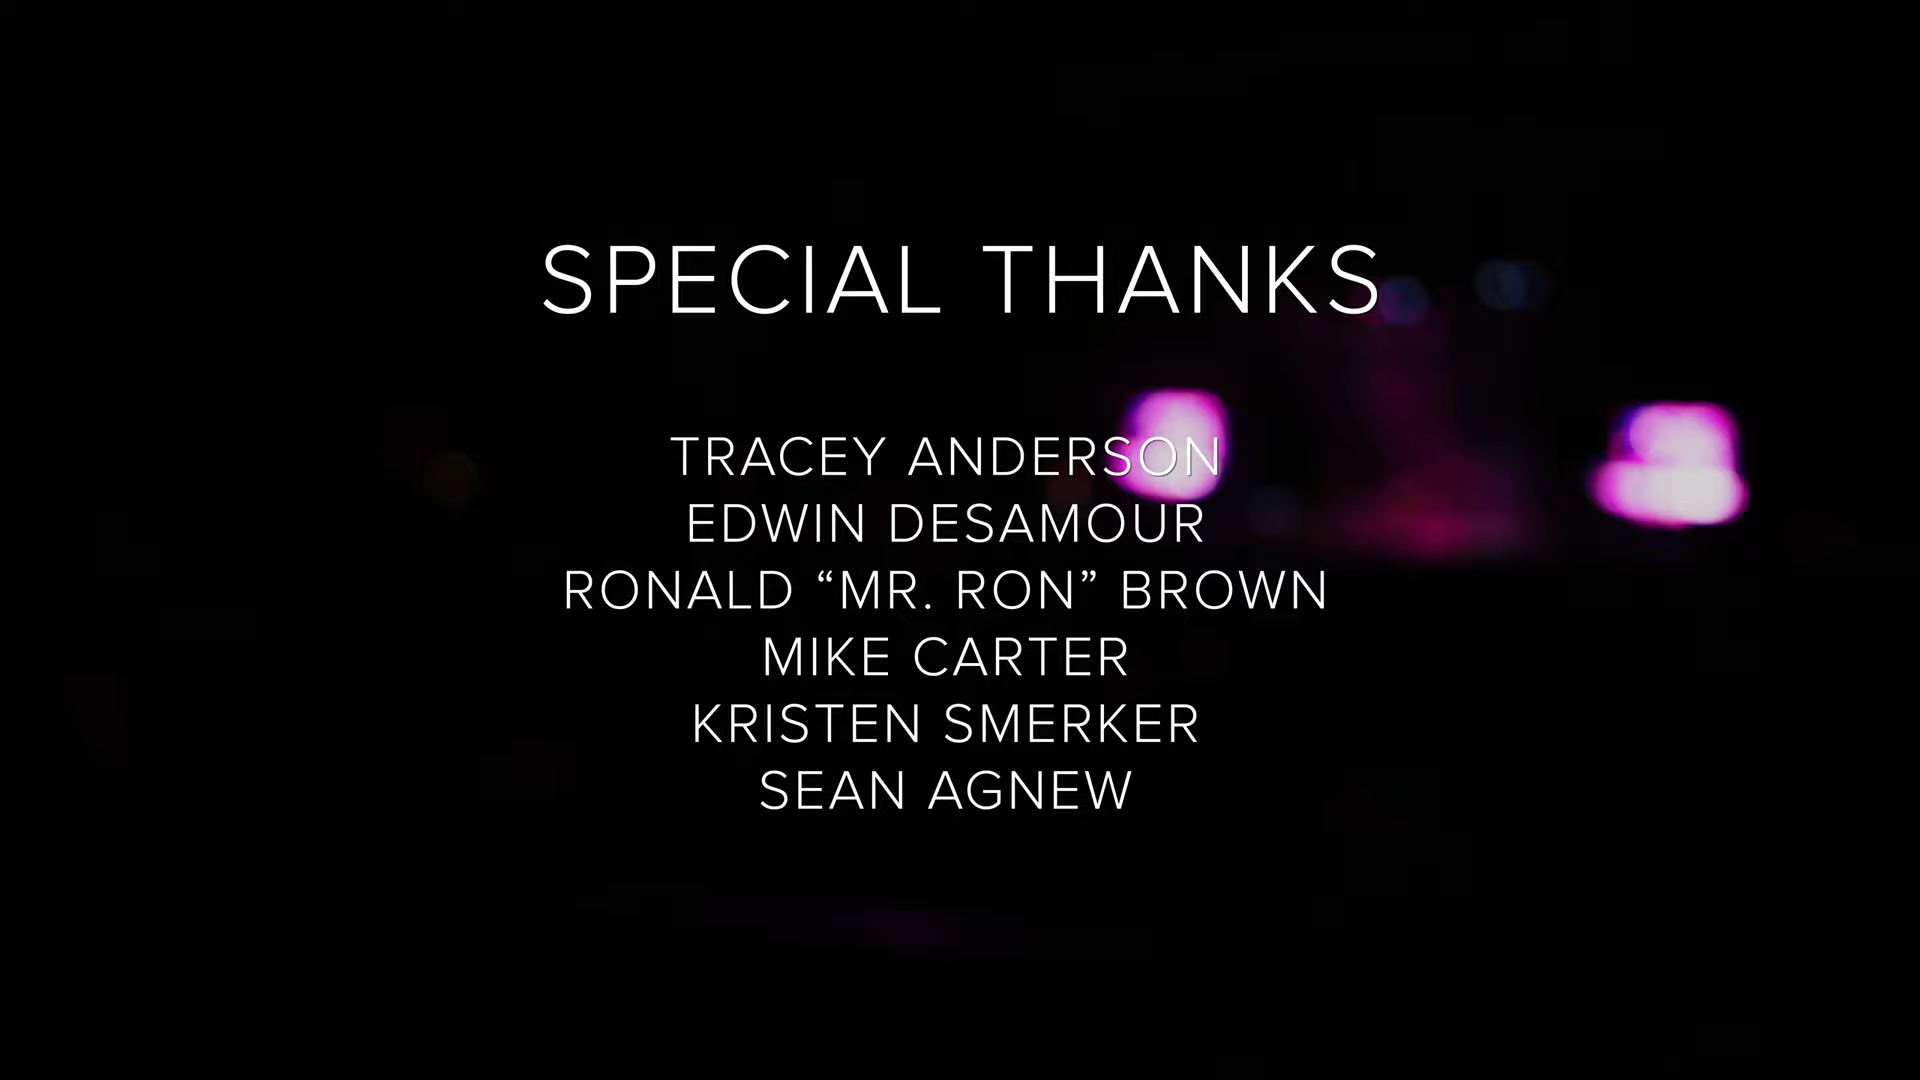 SPECIAL THANKS
TRACEY ANDERSON
EDWIN DESAMOUR
RONALD “MR. RON” BROWN
MIKE CARTER
KRISTEN SMERKER
SEAN AGNEW